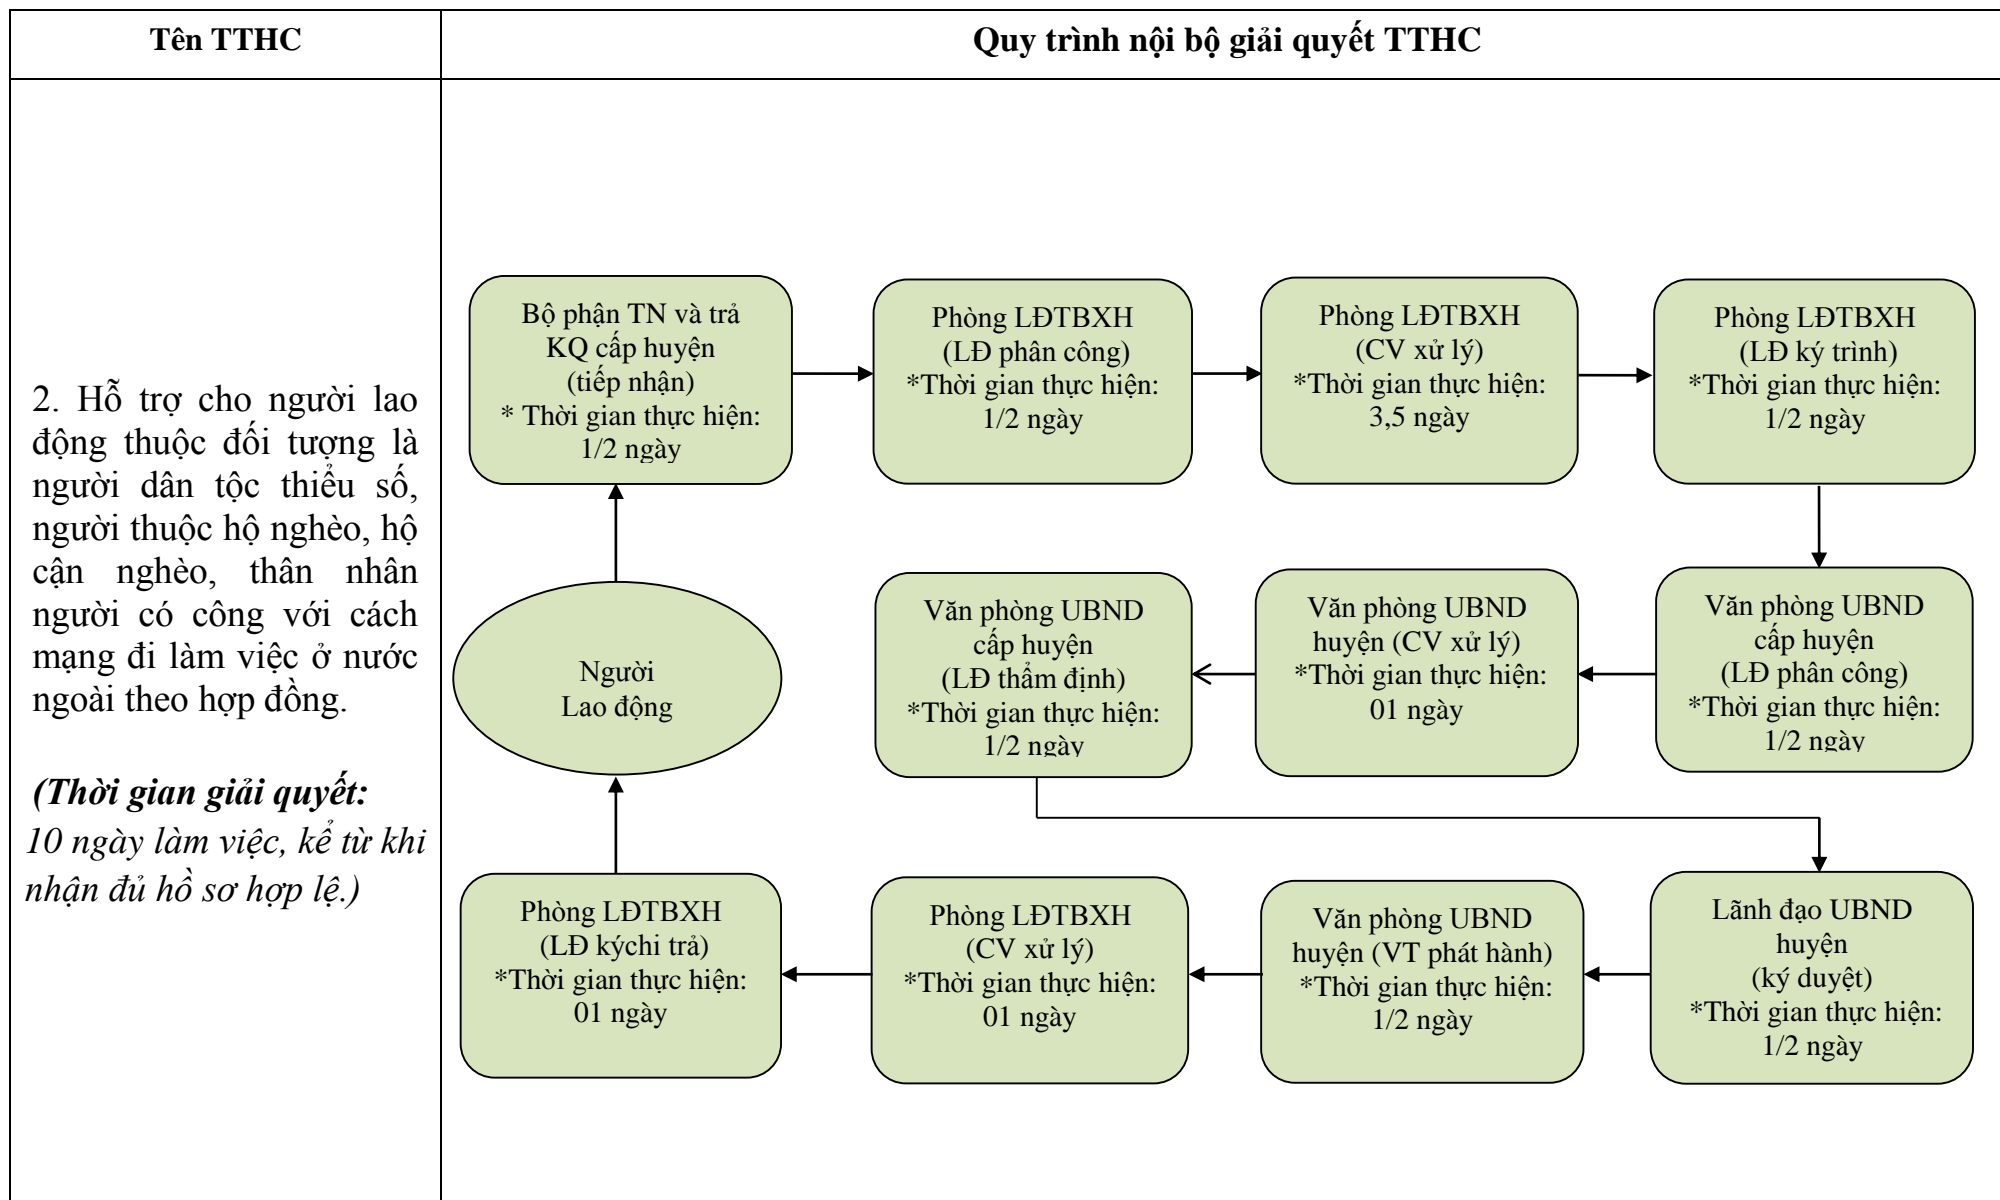 Tên TTHC
Quy trình nội bộ giải quyết TTHC
2. Hỗ trợ cho người lao
động thuộc đối tượng là
người dân tộc thiểu số,
người thuộc hộ nghèo, hộ
cận nghèo, thân nhân
người có công với cách
mạng đi làm việc ở nước
ngoài theo hợp đồng.
(Thời gian giải quyết:
10 ngày làm việc, kể từ khi
nhận đủ hồ sơ hợp lệ.)
Bộ phận TN và trả
KQ cấp huyện
(tiếp nhận)
* Thời gian thực hiện:
1/2 ngày
Phòng LĐTBXH
(LĐ phân công)
*Thời gian thực hiện:
1/2 ngày
Phòng LĐTBXH
(CV xử lý)
*Thời gian thực hiện:
3,5 ngày
Phòng LĐTBXH
(LĐ ký trình)
*Thời gian thực hiện:
1/2 ngày
Văn phòng UBND
cấp huyện
(LĐ phân công)
*Thời gian thực hiện:
1/2 ngày
Văn phòng UBND
huyện (CV xử lý)
*Thời gian thực hiện:
01 ngày
Văn phòng UBND
cấp huyện
(LĐ thẩm định)
*Thời gian thực hiện:
1/2 ngày
Lãnh đạo UBND
huyện
(ký duyệt)
*Thời gian thực hiện:
1/2 ngày
Văn phòng UBND
huyện (VT phát hành)
*Thời gian thực hiện:
1/2 ngày
Phòng LĐTBXH
(CV xử lý)
*Thời gian thực hiện:
01 ngày
Phòng LĐTBXH
(LĐ kýchi trả)
*Thời gian thực hiện:
01 ngày
Người
Lao động